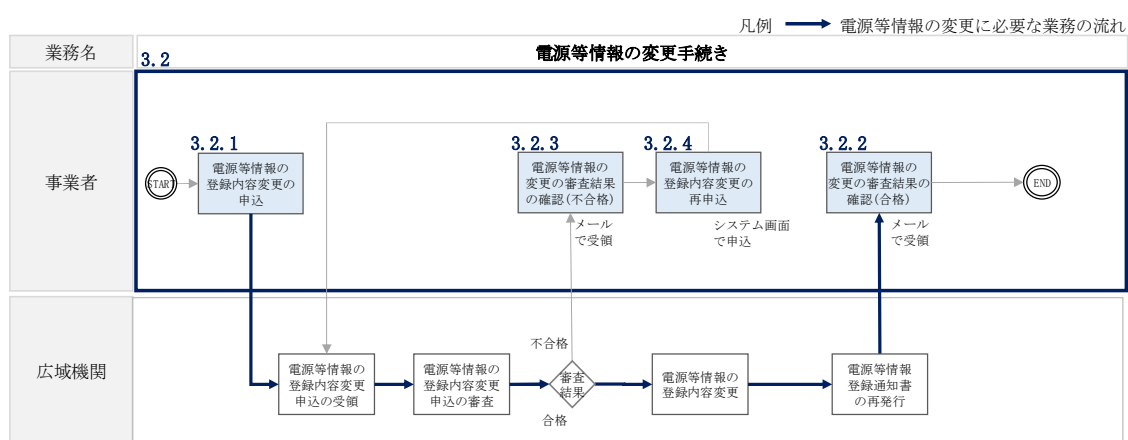 凡例 電源等情報の変更に必要な業務の流れ
業務名
3.2
電源等情報の変更手続き
事業者
START
3.2.1
電源等情報の
登録内容変更の
申込
3.2.3
電源等情報の
変更の審査結果
の確認(不合格)
メール
で受領
3.2.4
電源等情報の
登録内容変更の
再申込
システム画面
で申込
3.2.2
電源等情報の
変更の審査結果の
確認(合格)
メール
で受領
END
広域機関
電源等情報の
登録内容変更
申込の受領
電源等情報の
登録内容変更
申込の審査
不合格
審査
結果
合格
電源等情報の
登録内容変更
電源等情報
登録通知書
の再発行